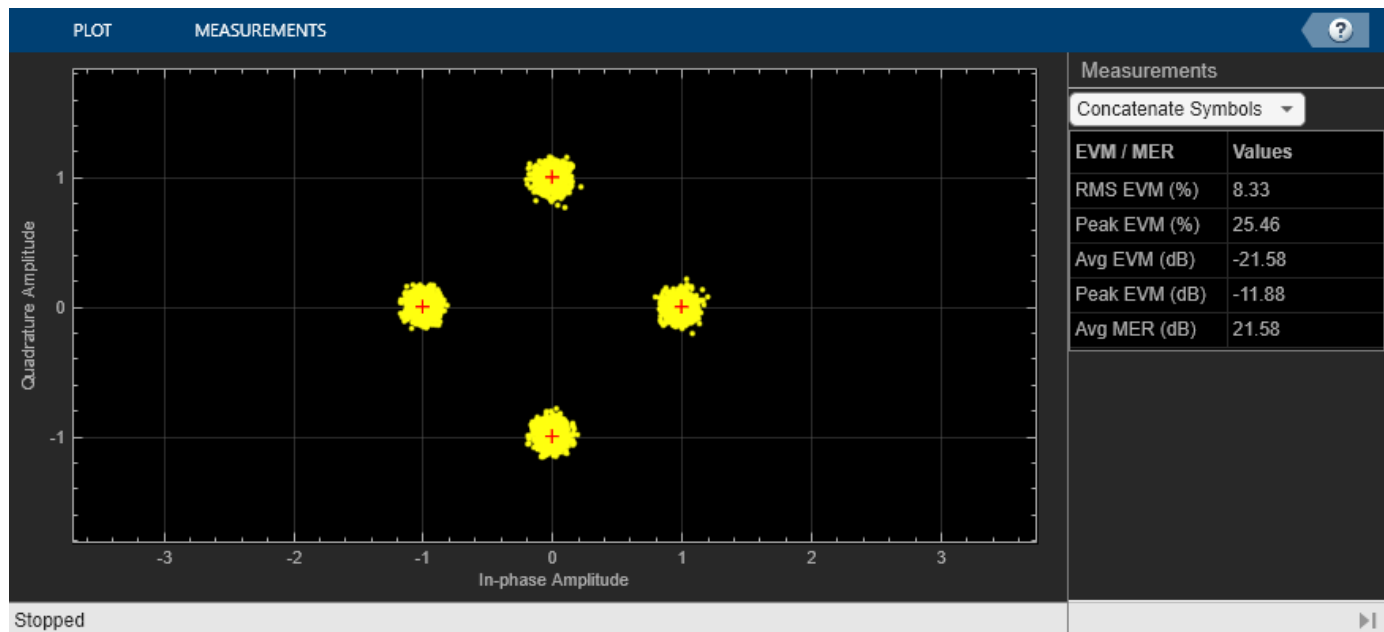 PLOT MEASUREMENTS ?
Measurements
Concatenate Symbols
EVM / MER Values
RMS EVM (%) 8.33
Peak EVM (%) 25.46
Avg EVM (dB) -21.58
Peak EVM (dB) -11.88
Avg MER (dB) 21.58
Quadrature Amplitude
1
0
-1
-3 -2 -1 0 1 2 3
In-phase Amplitude
Stopped